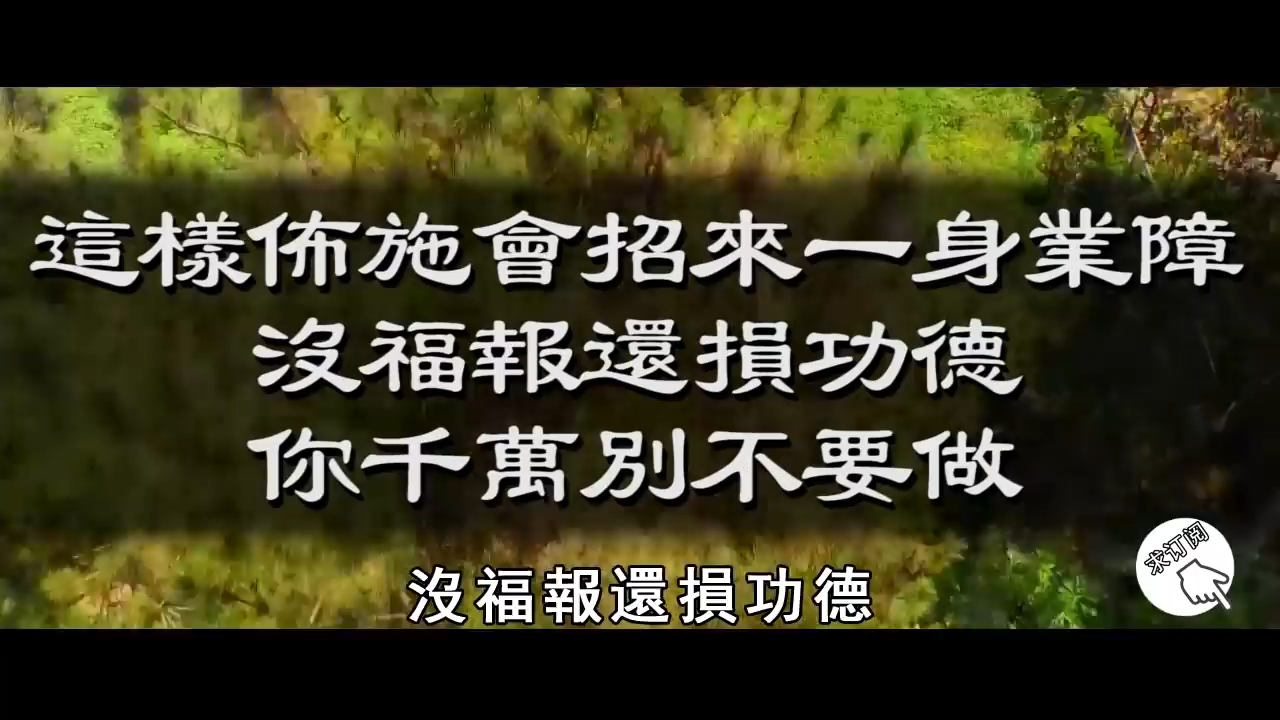 這樣佈施會招來一身業障
沒福報還損功德
你千萬別不要做
求订阅
沒福報還損功德